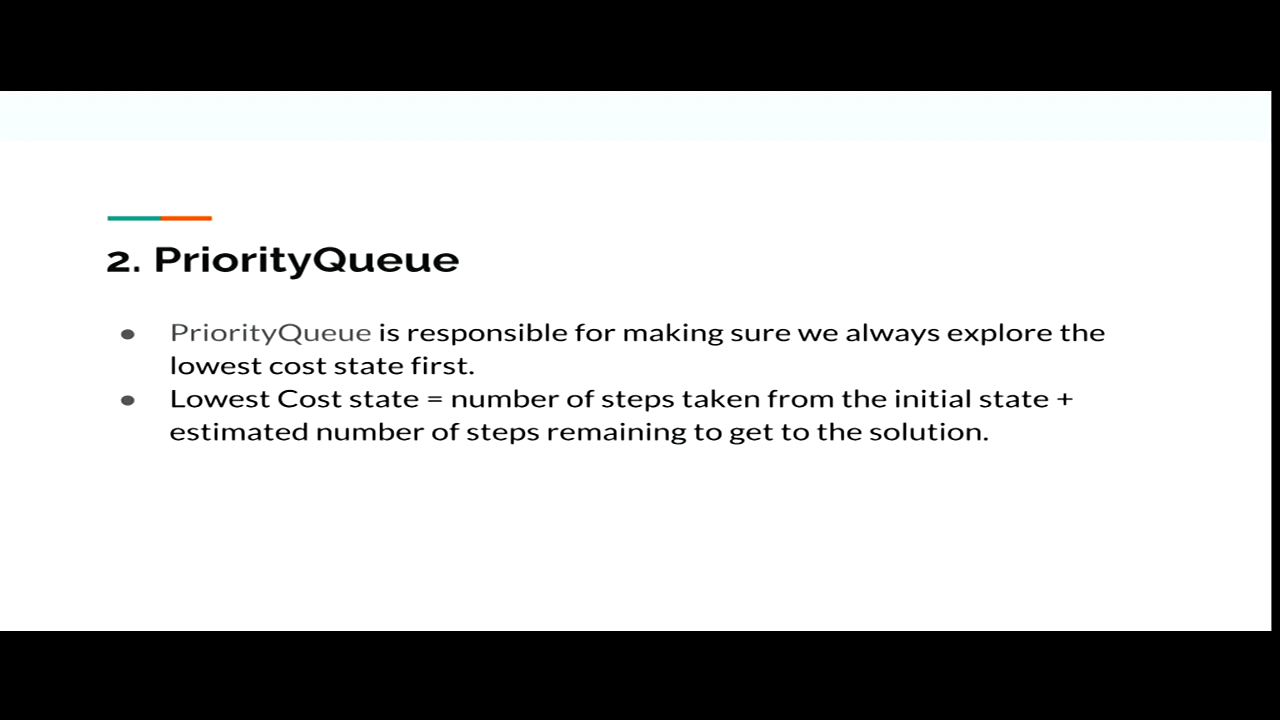 2. PriorityQueue
● PriorityQueue is responsible for making sure we always explore the
lowest cost state first.
● Lowest Cost state = number of steps taken from the initial state +
estimated number of steps remaining to get to the solution.